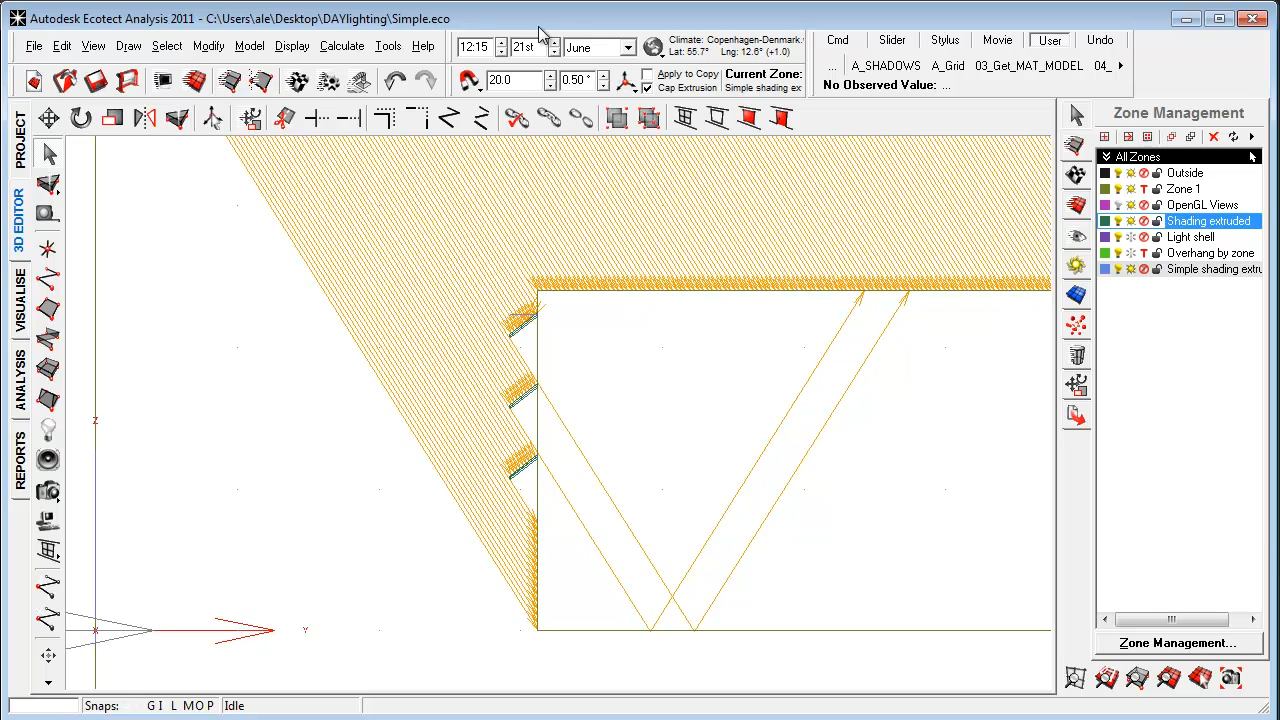 Autodesk Ecotect Analysis 2011 - C:\Users\ale\Desktop\DAYlighting\Simple.eco
File Edit View Draw Select Modify Model Display Calculate Tools Help
12:15 21st June
Climate: Copenhagen-Denmark.
Lat: 55.7° Lng: 12.6° (+1.0)
Cmd Slider Stylus Movie User Undo
... A_SHADOWS A_Grid 03_Get_MAT_MODEL 04_
No Observed Value: ...
20.0 0.50°
Apply to Copy
Cap Extrusion
Current Zone:
Simple shading ex
PROJECT
3D EDITOR
VISUALISE
ANALYSIS
REPORTS
Z
X
Y
Zone Management
All Zones
Outside
T Zone 1
OpenGL Views
Shading extruded
Light shell
T Overhang by zone
Simple shading extru
Zone Management...
Snaps: G I L M O P Idle